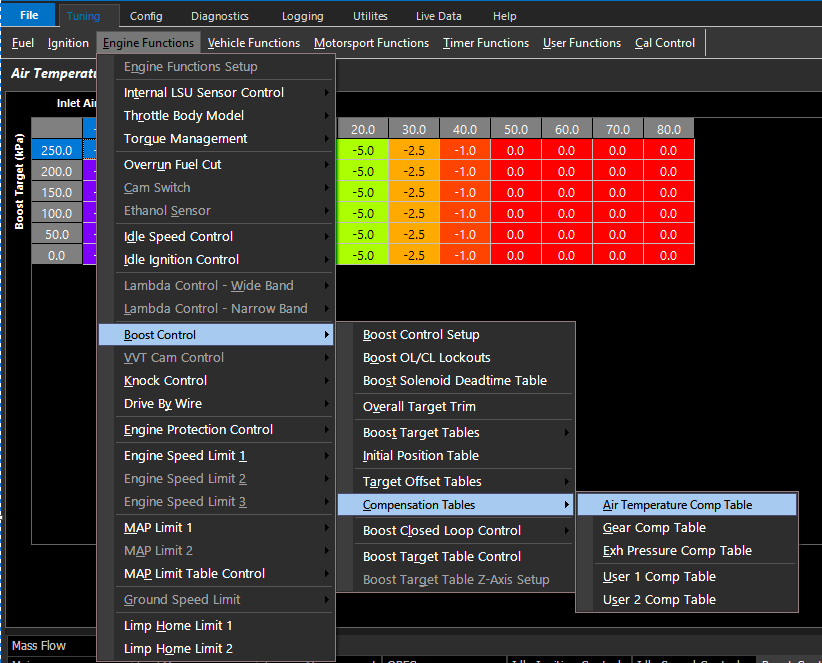 File Tuning Config Diagnostics Logging Utilites Live Data Help
Fuel Ignition Engine Functions Vehicle Functions Motorsport Functions Timer Functions User Functions Cal Control
Air Temperatu
Inlet Air
Boost Target (kPa)
20.0 30.0 40.0 50.0 60.0 70.0 80.0
250.0 -5.0 -2.5 -1.0 0.0 0.0 0.0 0.0
200.0 -5.0 -2.5 -1.0 0.0 0.0 0.0 0.0
150.0 -5.0 -2.5 -1.0 0.0 0.0 0.0 0.0
100.0 -5.0 -2.5 -1.0 0.0 0.0 0.0 0.0
50.0 -5.0 -2.5 -1.0 0.0 0.0 0.0 0.0
0.0 -5.0 -2.5 -1.0 0.0 0.0 0.0 0.0
Engine Functions Setup
Internal LSU Sensor Control
Throttle Body Model
Torque Management
Overrun Fuel Cut
Cam Switch
Ethanol Sensor
Idle Speed Control
Idle Ignition Control
Lambda Control - Wide Band
Lambda Control - Narrow Band
Boost Control
VVT Cam Control
Knock Control
Drive By Wire
Engine Protection Control
Engine Speed Limit 1
Engine Speed Limit 2
Engine Speed Limit 3
MAP Limit 1
MAP Limit 2
MAP Limit Table Control
Ground Speed Limit
Limp Home Limit 1
Limp Home Limit 2
Boost Control Setup
Boost OL/CL Lockouts
Boost Solenoid Deadtime Table
Overall Target Trim
Boost Target Tables
Initial Position Table
Target Offset Tables
Compensation Tables
Boost Closed Loop Control
Boost Target Table Control
Boost Target Table Z-Axis Setup
Air Temperature Comp Table
Gear Comp Table
Exh Pressure Comp Table
User 1 Comp Table
User 2 Comp Table
Mass Flow